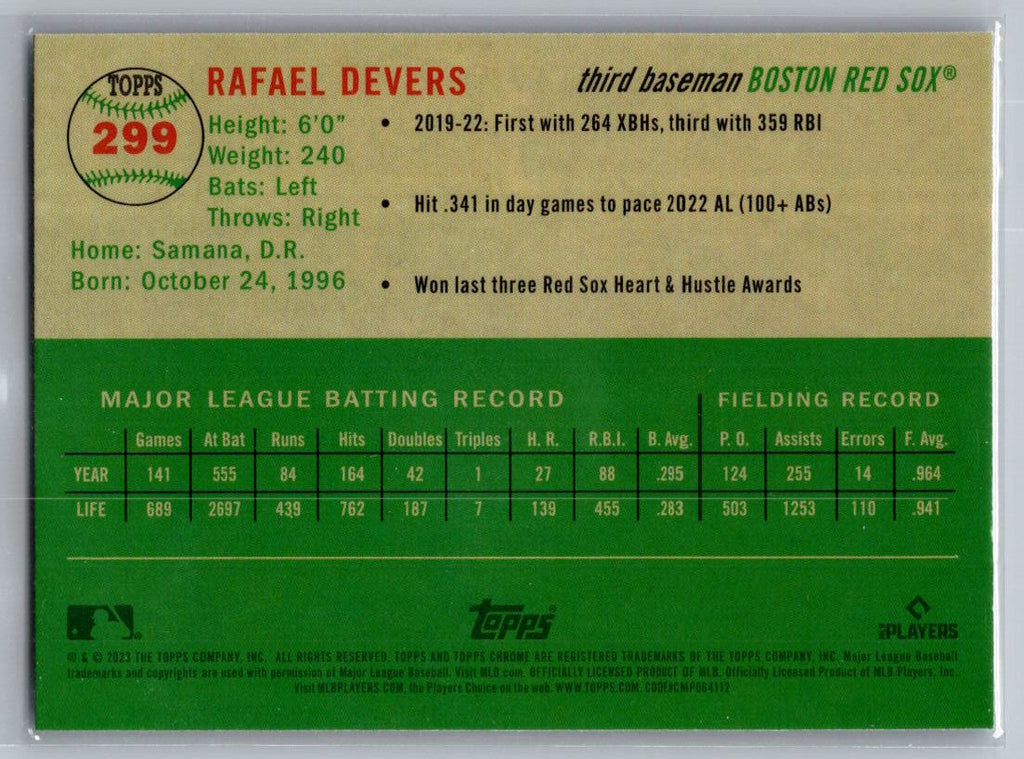 TOPPS
299
RAFAEL DEVERS
third baseman BOSTON RED SOX®
Height: 6'0"
Weight: 240
Bats: Left
Throws: Right
Home: Samana, D.R.
Born: October 24, 1996
• 2019-22: First with 264 XBHs, third with 359 RBI
• Hit .341 in day games to pace 2022 AL (100+ ABs)
• Won last three Red Sox Heart & Hustle Awards
MAJOR LEAGUE BATTING RECORD FIELDING RECORD
Games At Bat Runs Hits Doubles Triples H. R. R.B.I. B. Avg. P. O. Assists Errors F. Avg.
YEAR 141 555 84 164 42 1 27 88 .295 124 255 14 .964
LIFE 689 2697 439 762 187 7 139 455 .283 503 1253 110 .941
Topps®
MLB PLAYERS
® & © 2023 THE TOPPS COMPANY, INC. ALL RIGHTS RESERVED. TOPPS AND TOPPS CHROME ARE REGISTERED TRADEMARKS OF THE TOPPS COMPANY, INC. Major League Baseball
trademarks and copyrights are used with permission of Major League Baseball. Visit MLB.com. OFFICIALLY LICENSED PRODUCT OF MLB. Officially Licensed Product of MLB Players, Inc.
Visit MLBPLAYERS.COM, the Players Choice on the web. WWW.TOPPS.COM. CODE#CMP064112